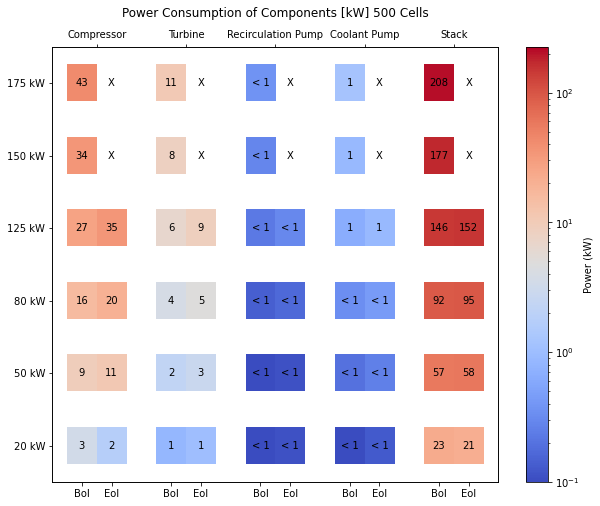 Power Consumption of Components [kW] 500 Cells
Compressor Turbine Recirculation Pump Coolant Pump Stack
175 kW 43 X 11 X < 1 X 1 X 208 X
150 kW 34 X 8 X < 1 X 1 X 177 X
125 kW 27 35 6 9 < 1 < 1 1 1 146 152
80 kW 16 20 4 5 < 1 < 1 < 1 < 1 92 95
50 kW 9 11 2 3 < 1 < 1 < 1 < 1 57 58
20 kW 3 2 1 1 < 1 < 1 < 1 < 1 23 21
BoI EoI BoI EoI BoI EoI BoI EoI BoI EoI
10²
10¹
10⁰
10⁻¹
Power (kW)